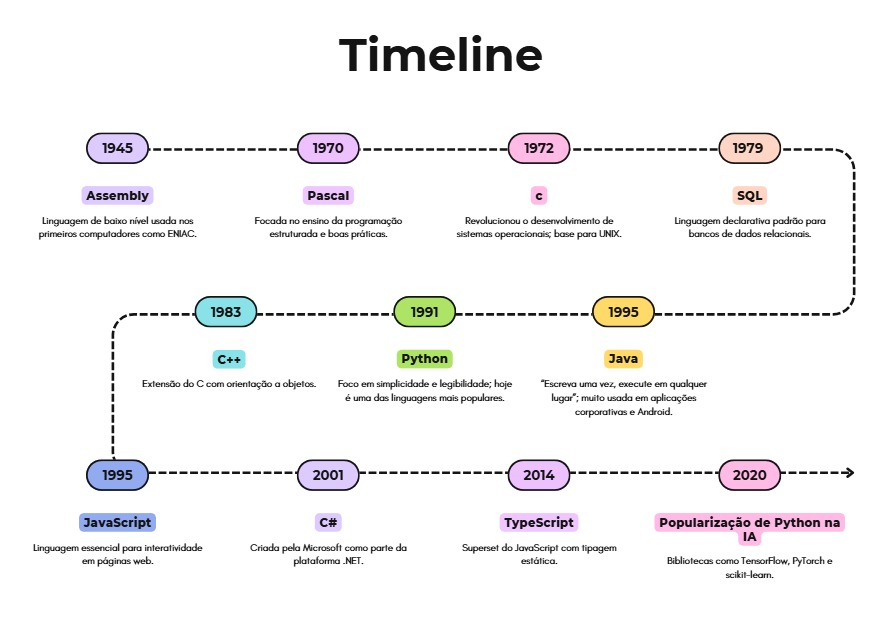 Timeline
1945
1970
1972
1979
Assembly
Pascal
c
SQL
Linguagem de baixo nível usada nos
primeiros computadores como ENIAC.
Focada no ensino da programação
estruturada e boas práticas.
Revolucionou o desenvolvimento de
sistemas operacionais; base para UNIX.
Linguagem declarativa padrão para
bancos de dados relacionais.
1983
1991
1995
C++
Python
Java
Extensão do C com orientação a objetos.
Foco em simplicidade e legibilidade; hoje
é uma das linguagens mais populares.
"Escreva uma vez, execute em qualquer
lugar"; muito usada em aplicações
corporativas e Android.
1995
2001
2014
2020
JavaScript
C#
TypeScript
Popularização de Python na
IA
Linguagem essencial para interatividade
em páginas web.
Criada pela Microsoft como parte da
plataforma .NET.
Superset do JavaScript com tipagem
estática.
Bibliotecas como TensorFlow, PyTorch e
scikit-learn.